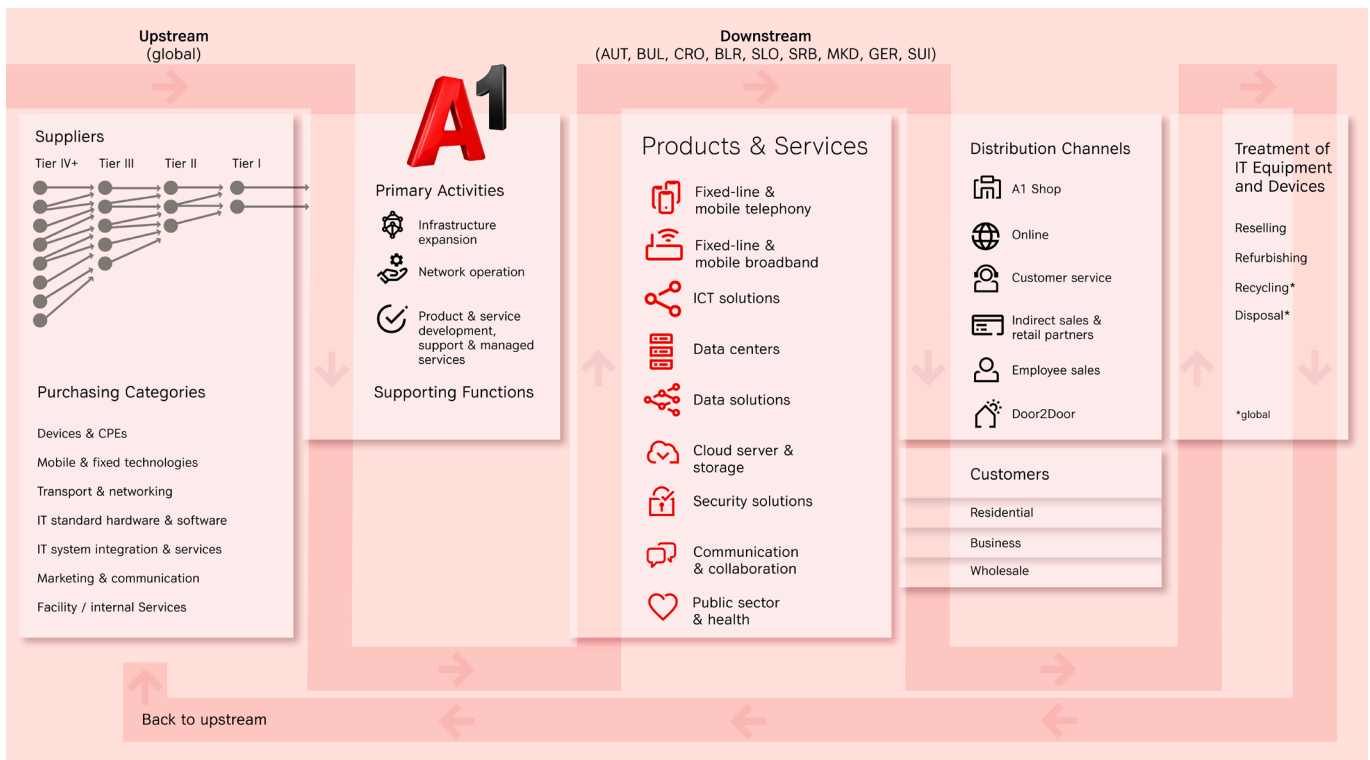 Upstream
(global)
Downstream
(AUT, BUL, CRO, BLR, SLO, SRB, MKD, GER, SUI)
Suppliers
Tier IV+
Tier III
Tier II
Tier I
Purchasing Categories
Devices & CPEs
Mobile & fixed technologies
Transport & networking
IT standard hardware & software
IT system integration & services
Marketing & communication
Facility / internal Services
A1
Primary Activities
Infrastructure
expansion
Network operation
Product & service
development,
support & managed
services
Supporting Functions
Products & Services
Fixed-line &
mobile telephony
Fixed-line &
mobile broadband
ICT solutions
Data centers
Data solutions
Cloud server &
storage
Security solutions
Communication
& collaboration
Public sector
& health
Distribution Channels
A1 Shop
Online
Customer service
Indirect sales &
retail partners
Employee sales
Door2Door
Customers
Residential
Business
Wholesale
Treatment of
IT Equipment
and Devices
Reselling
Refurbishing
Recycling*
Disposal*
*global
Back to upstream